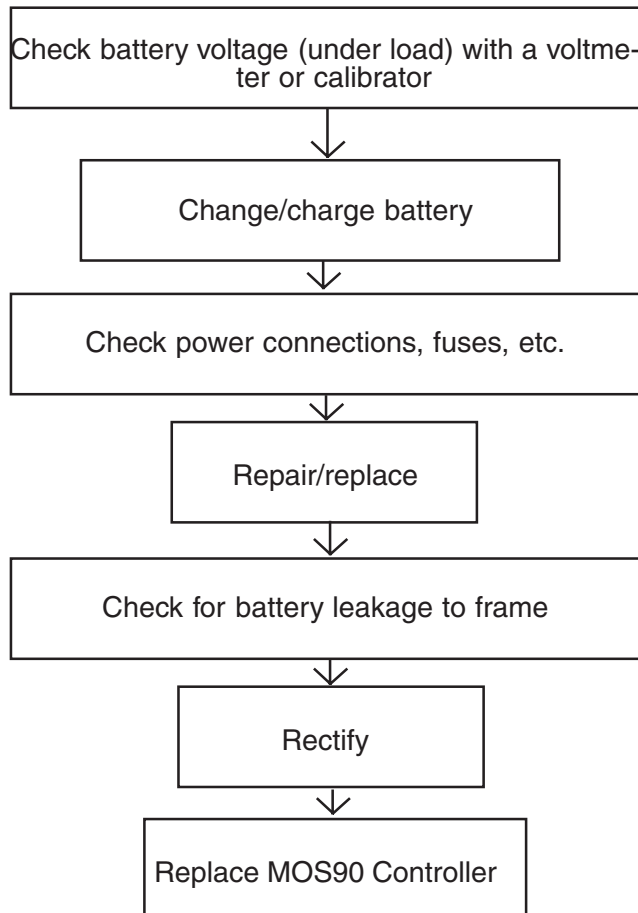 Check battery voltage (under load) with a voltme-
ter or calibrator
Change/charge battery
Check power connections, fuses, etc.
Repair/replace
Check for battery leakage to frame
Rectify
Replace MOS90 Controller